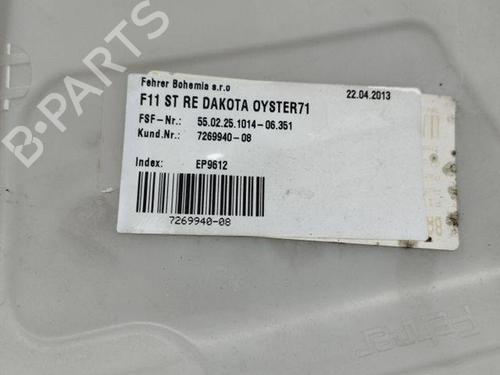 B-PARTS
Fehrer Bohemia s.r.o
22.04.2013
F11 ST RE DAKOTA OYSTER71
FSF-Nr.: 55.02.25.1014-06.351
Kund.Nr.: 7269940-08
Index: EP9612
7269940-08
Fehrer